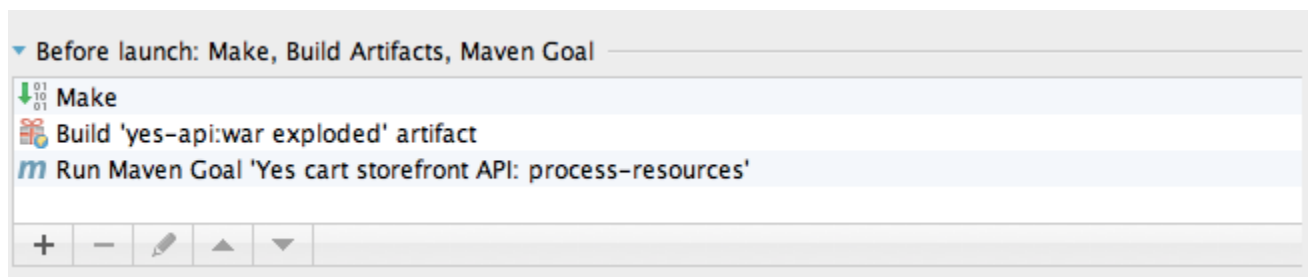 Before launch: Make, Build Artifacts, Maven Goal
Make
Build 'yes-api:war exploded' artifact
m Run Maven Goal 'Yes cart storefront API: process-resources'